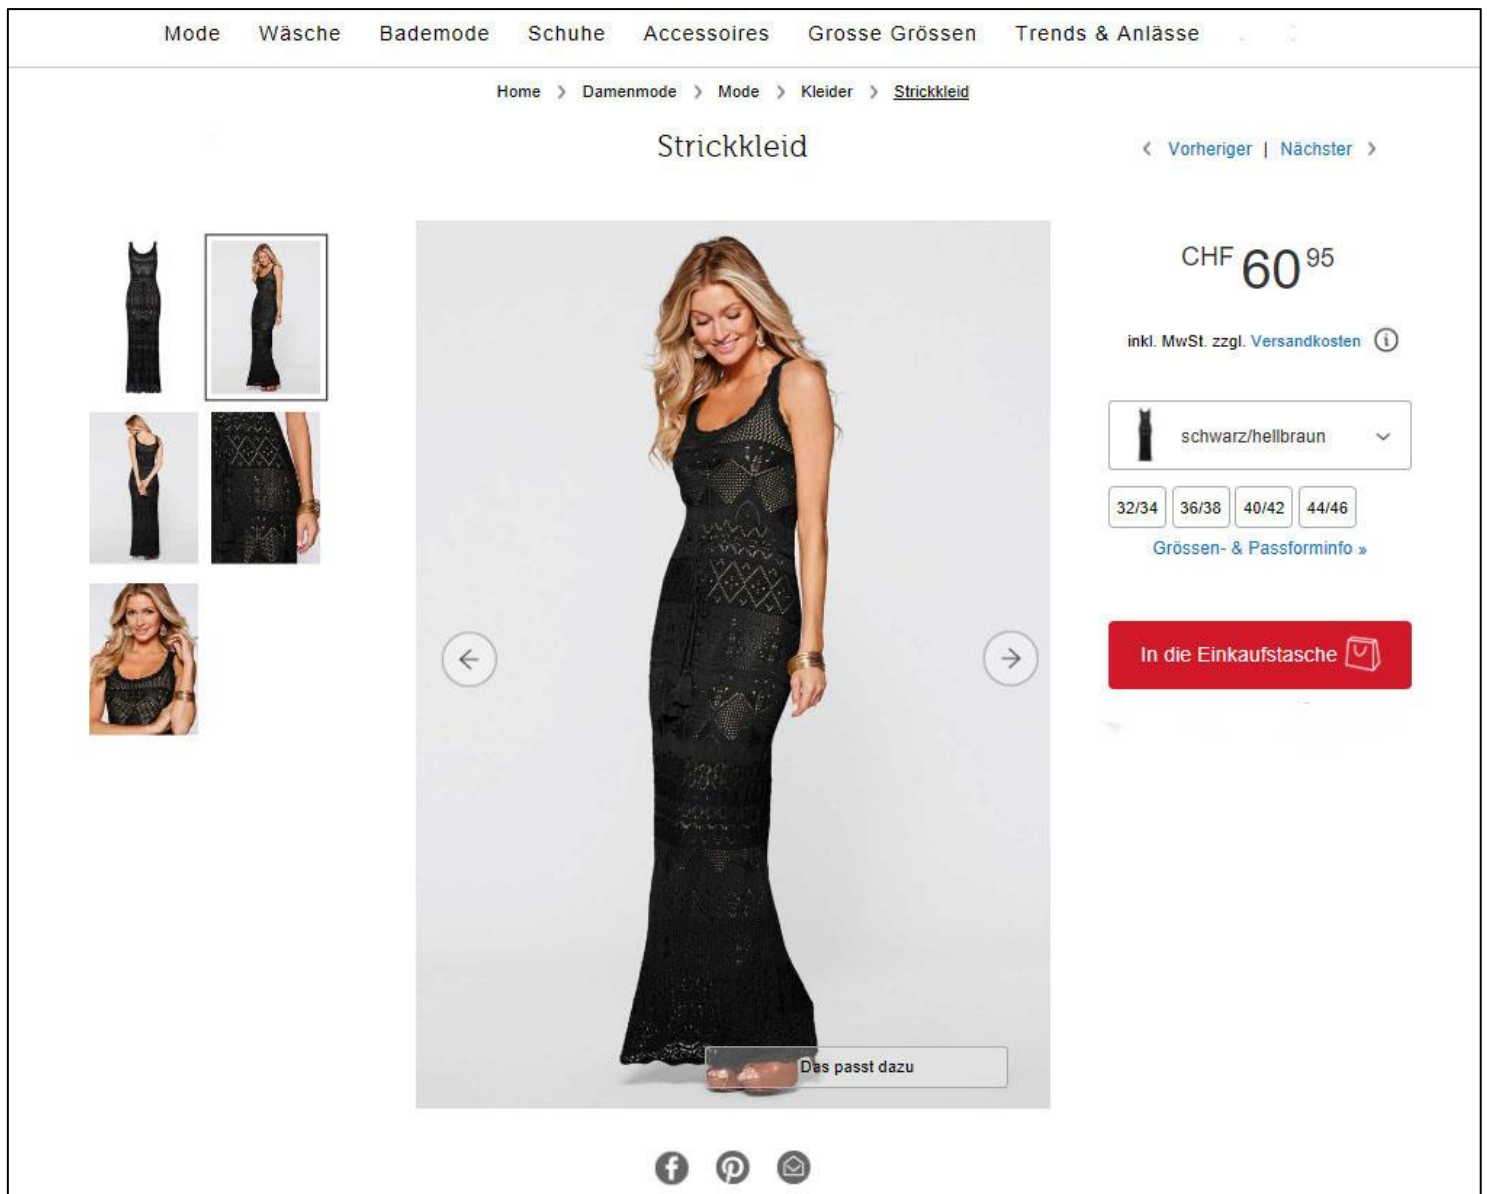 Mode Wäsche Bademode Schuhe Accessoires Grosse Grössen Trends & Anlässe
Home > Damenmode > Mode > Kleider > Strickkleid
Strickkleid
< Vorheriger | Nächster >
CHF 60 95
inkl. MwSt. zzgl. Versandkosten i
schwarz/hellbraun
32/34 36/38 40/42 44/46
Grössen- & Passforminfo »
In die Einkaufstasche
Das passt dazu